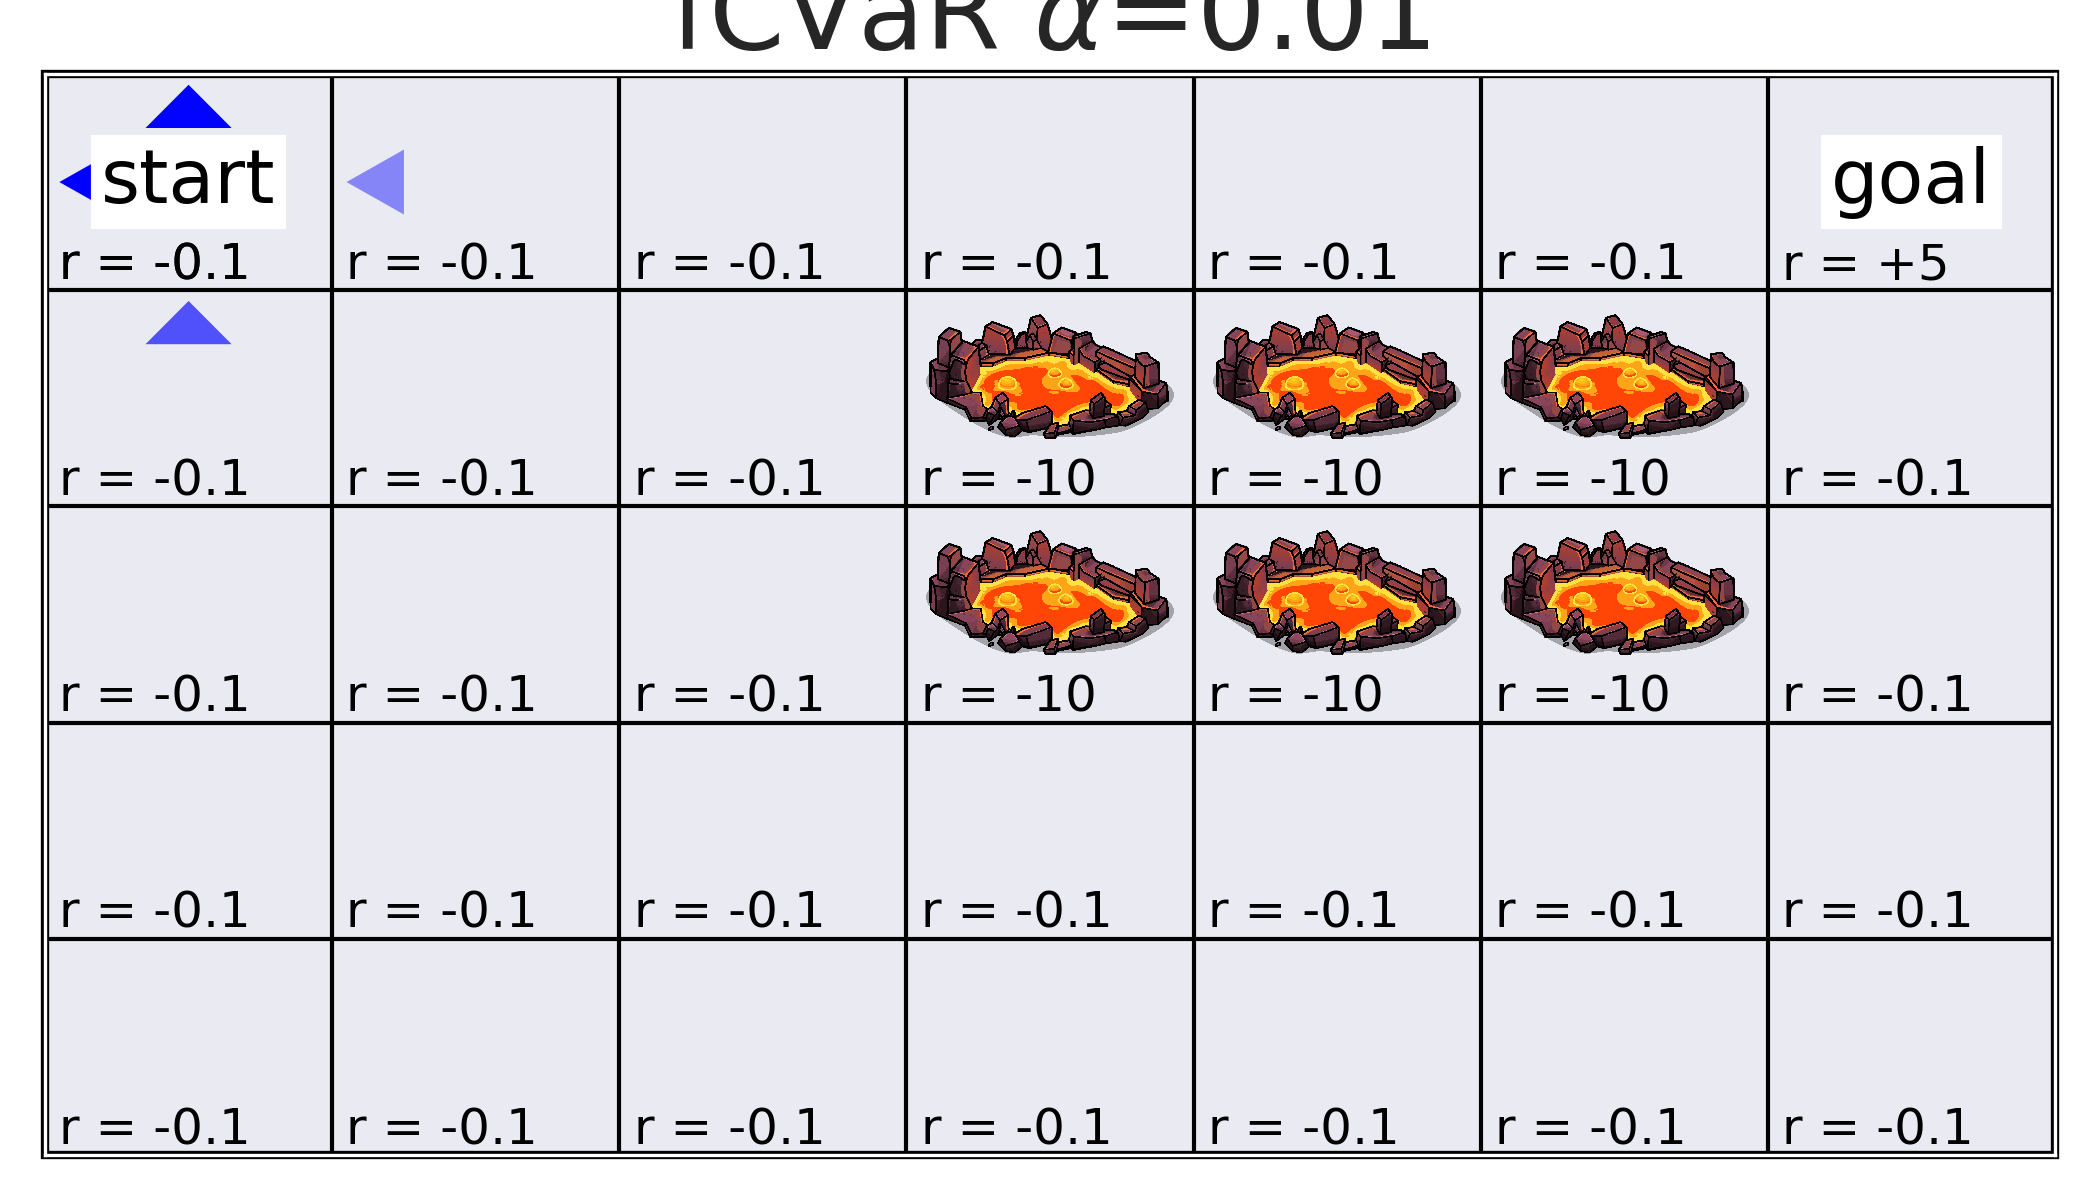 ICVaR α=0.01
start
goal
r = -0.1 r = -0.1 r = -0.1 r = -0.1 r = -0.1 r = -0.1 r = +5
r = -0.1 r = -0.1 r = -0.1 r = -10 r = -10 r = -10 r = -0.1
r = -0.1 r = -0.1 r = -0.1 r = -10 r = -10 r = -10 r = -0.1
r = -0.1 r = -0.1 r = -0.1 r = -0.1 r = -0.1 r = -0.1 r = -0.1
r = -0.1 r = -0.1 r = -0.1 r = -0.1 r = -0.1 r = -0.1 r = -0.1